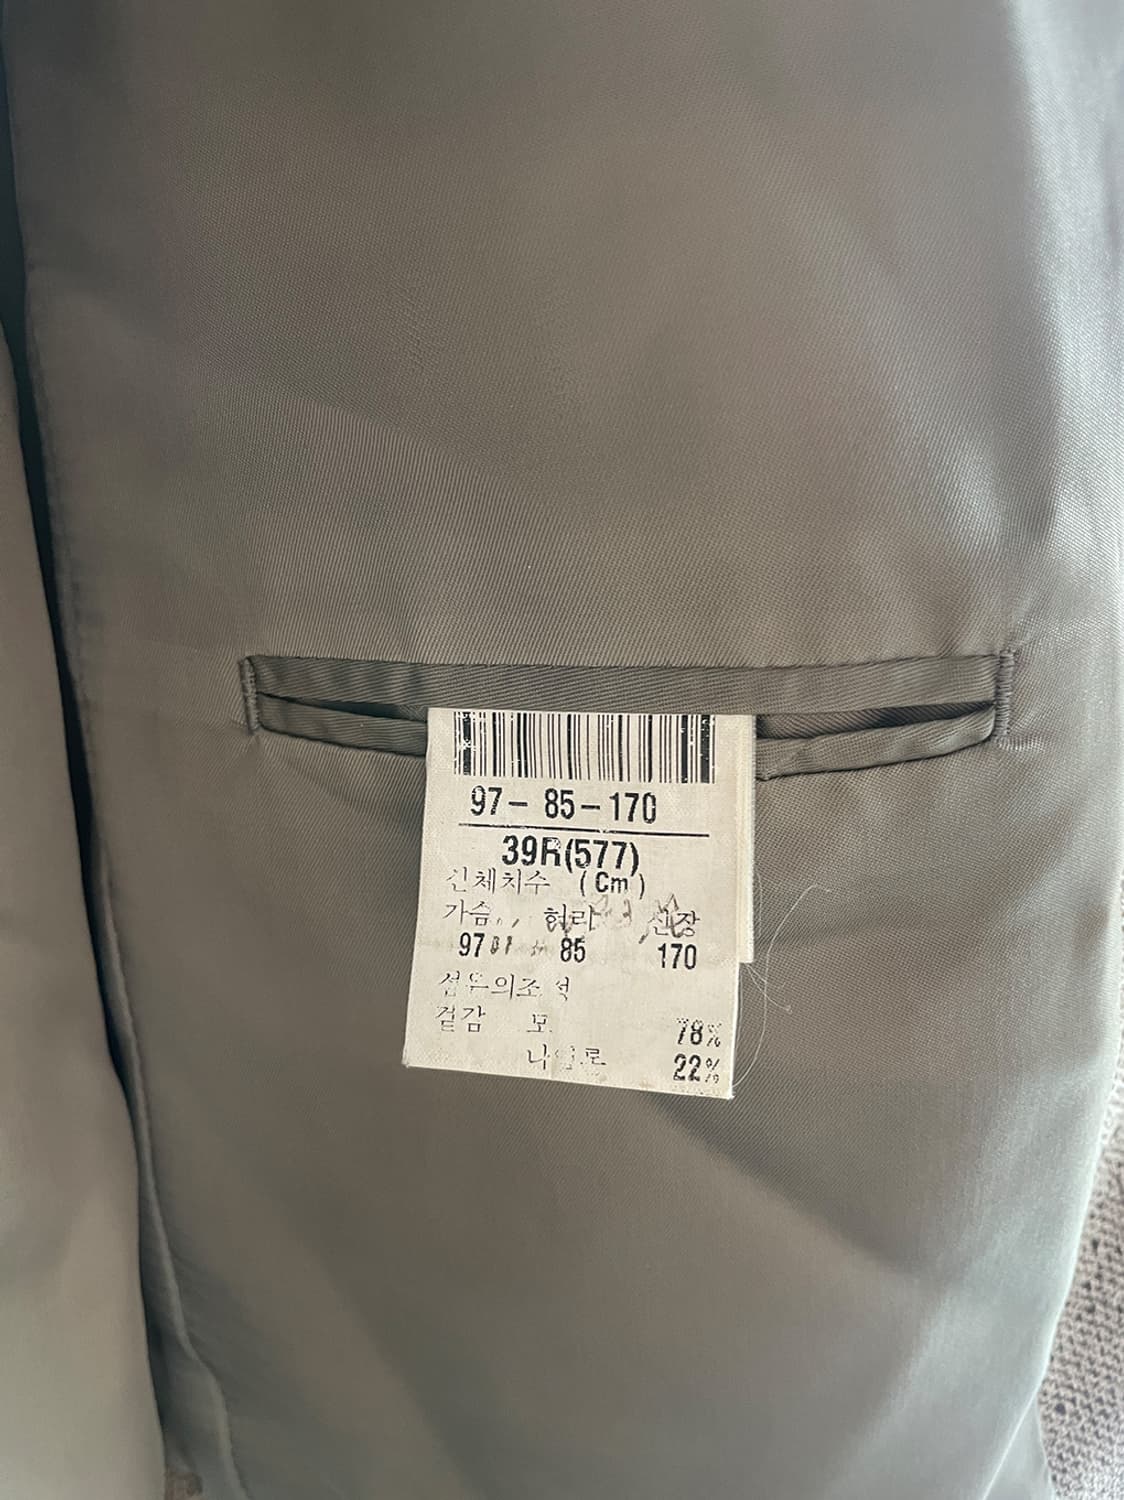 97- 85-170
39R(577)
신체치수 (Cm)
가슴 허리 신장
97 85 170
섬유의조성
겉감 모 78%
나일론 22%